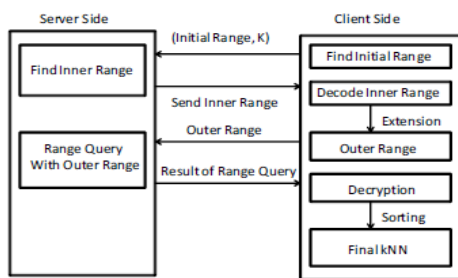 Server Side
Client Side
(Initial Range, K)
Find Inner Range
Find Initial Range
Send Inner Range
Decode Inner Range
Extension
Outer Range
Outer Range
Range Query
With Outer Range
Result of Range Query
Decryption
Sorting
Final kNN